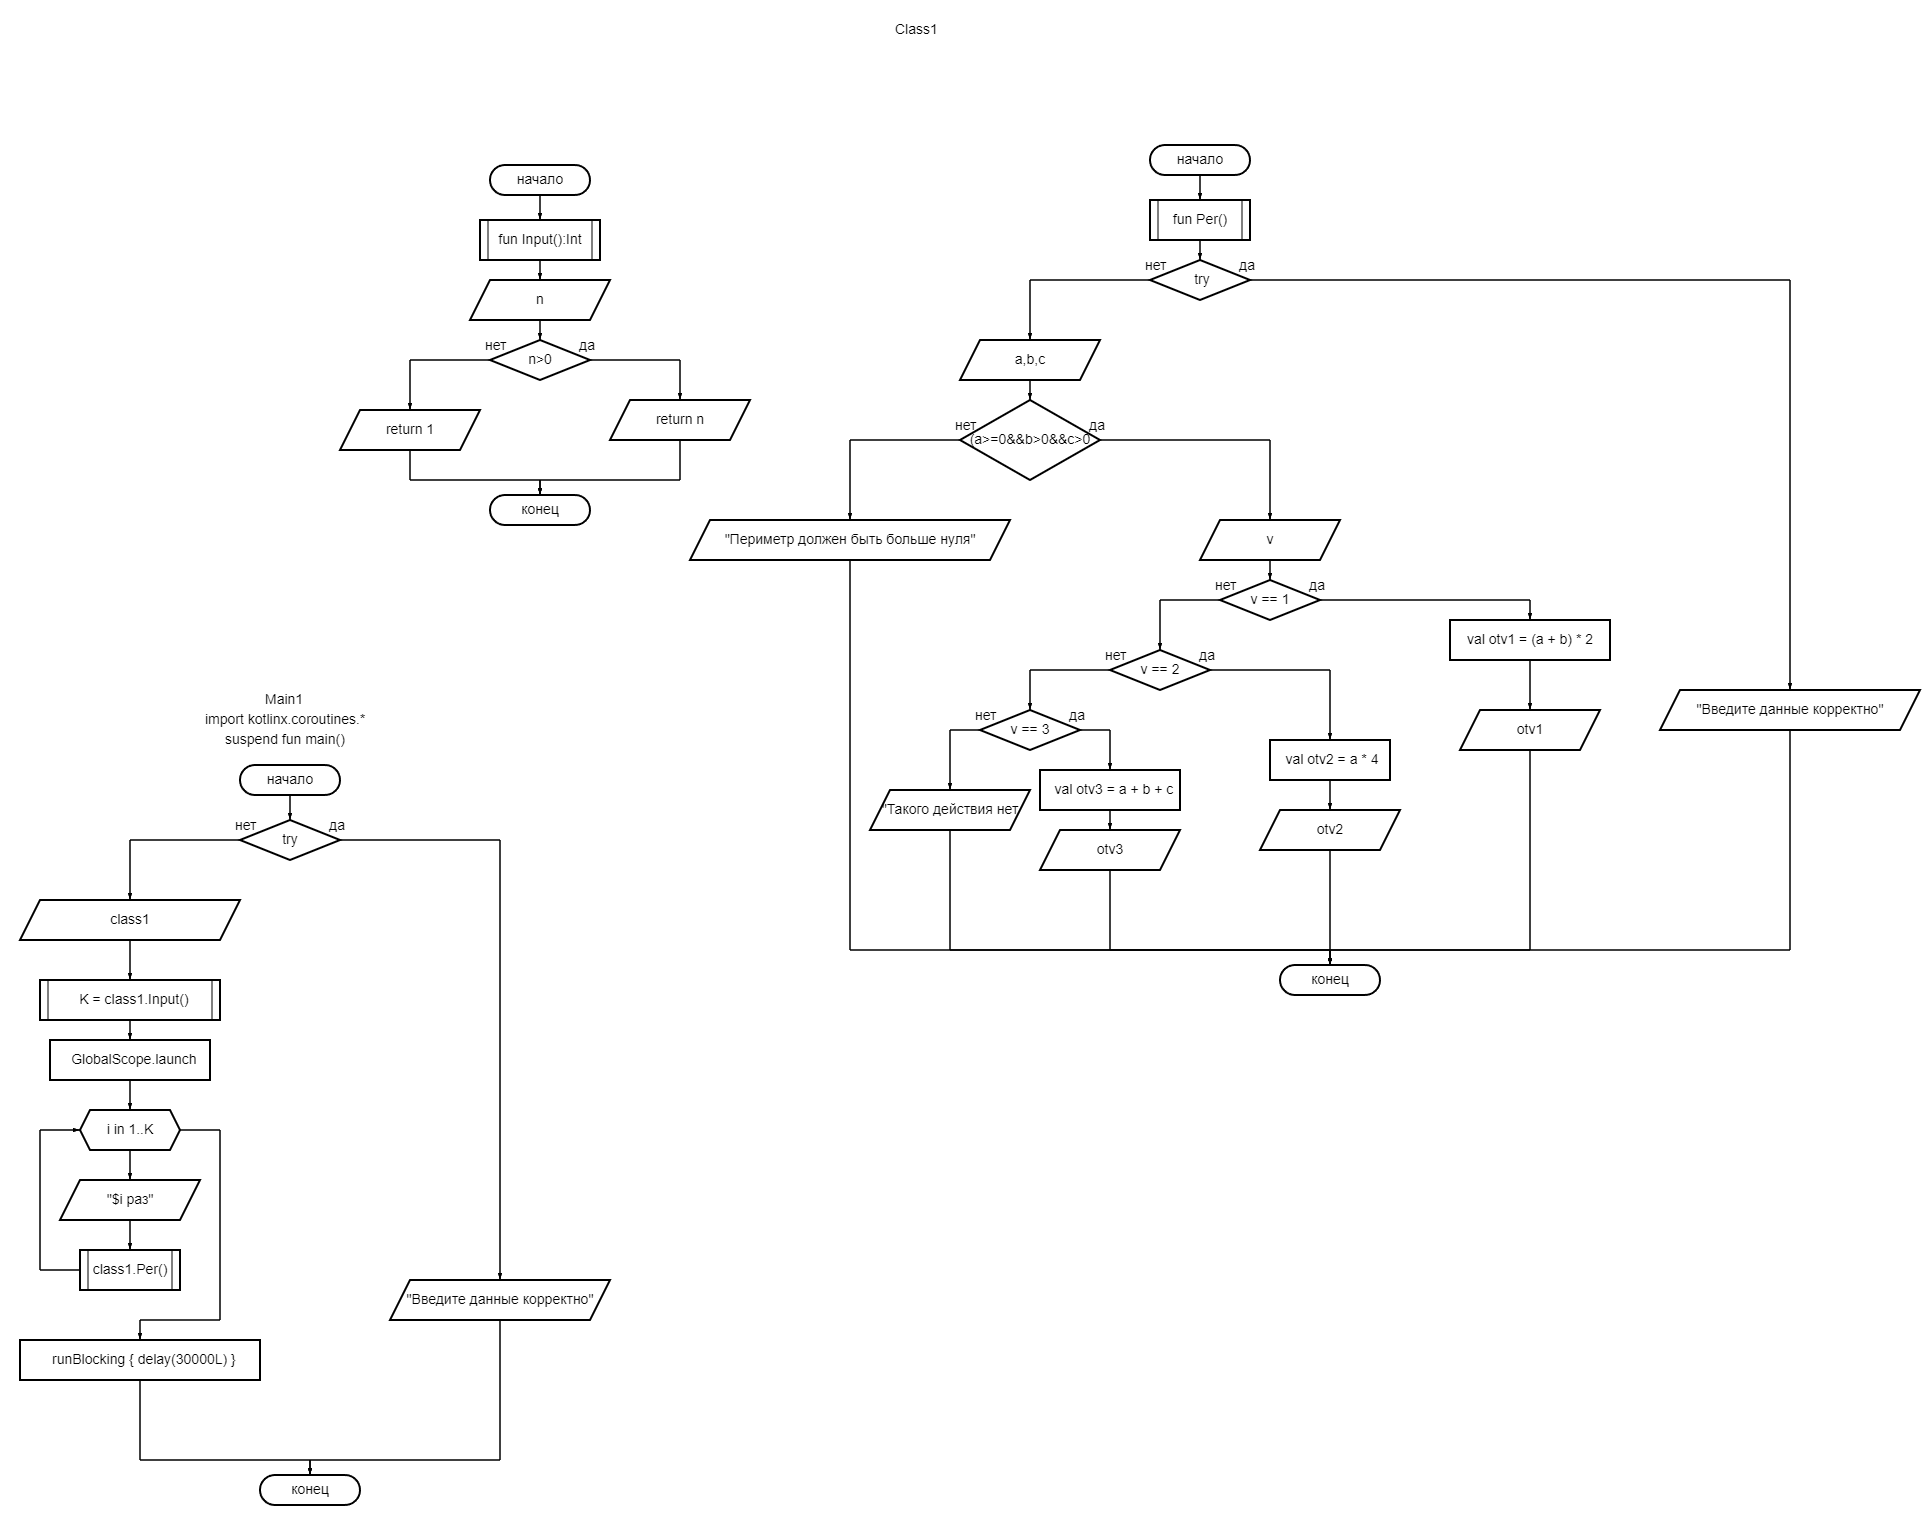 Class1
начало
fun Input():Int
n
нет
да
n>0
return 1
return n
конец
начало
fun Per()
нет
да
try
a,b,c
нет
да
(a>=0&&b>0&&c>0
"Периметр должен быть больше нуля"
v
нет
да
v == 1
val otv1 = (a + b) * 2
нет
да
v == 2
"Введите данные корректно"
otv1
нет
да
v == 3
val otv2 = a * 4
val otv3 = a + b + c
"Такого действия нет
otv2
otv3
конец
Main1
import kotlinx.coroutines.*
suspend fun main()
начало
нет
да
try
class1
K = class1.Input()
GlobalScope.launch
i in 1..K
"$i раз"
class1.Per()
"Введите данные корректно"
runBlocking { delay(30000L) }
конец